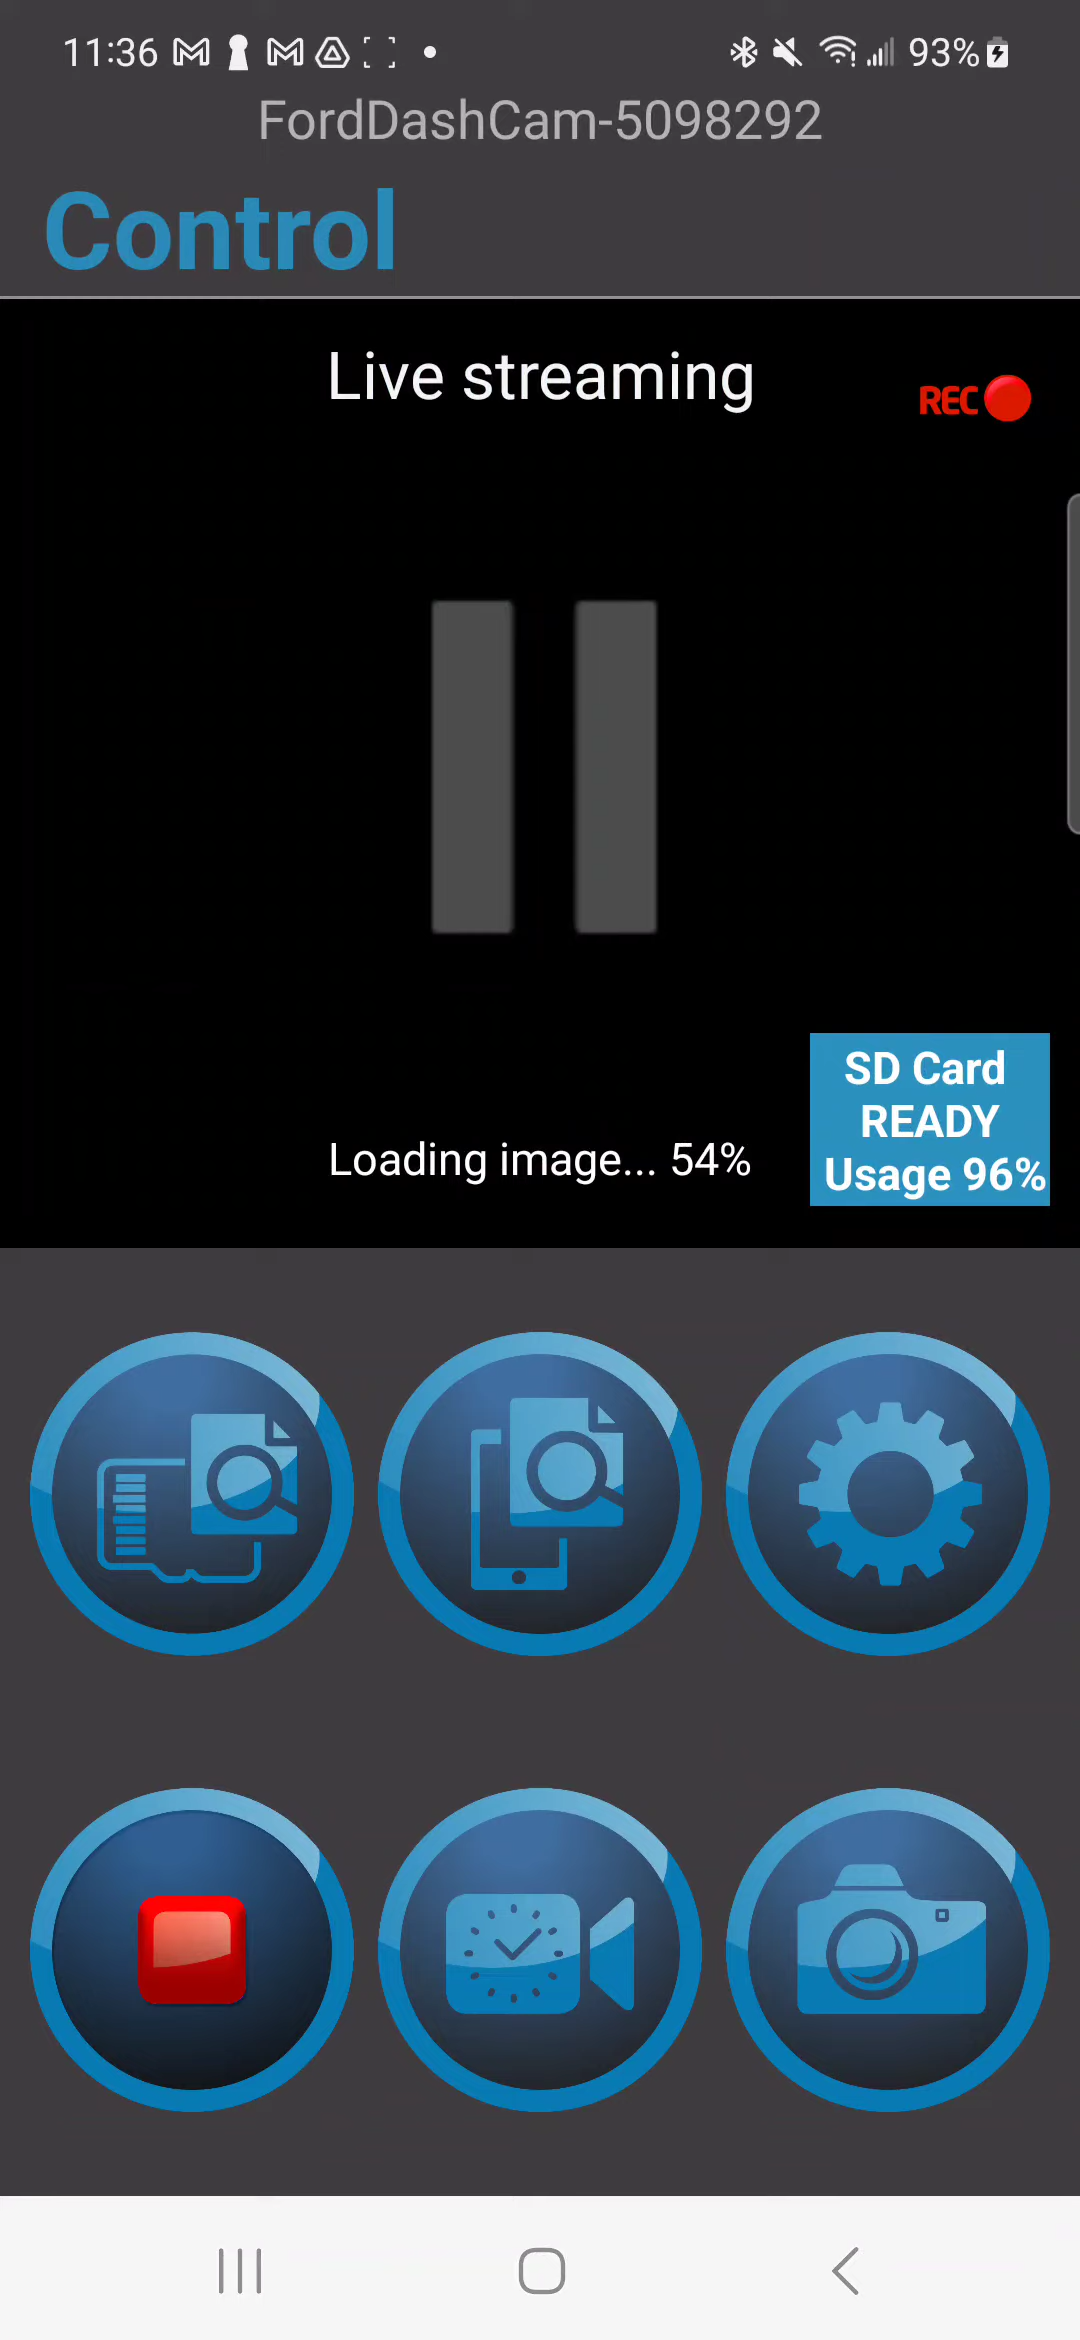 11:36 93%
FordDashCam-5098292
Control
Live streaming
REC
SD Card
READY
Usage 96%
Loading image... 54%